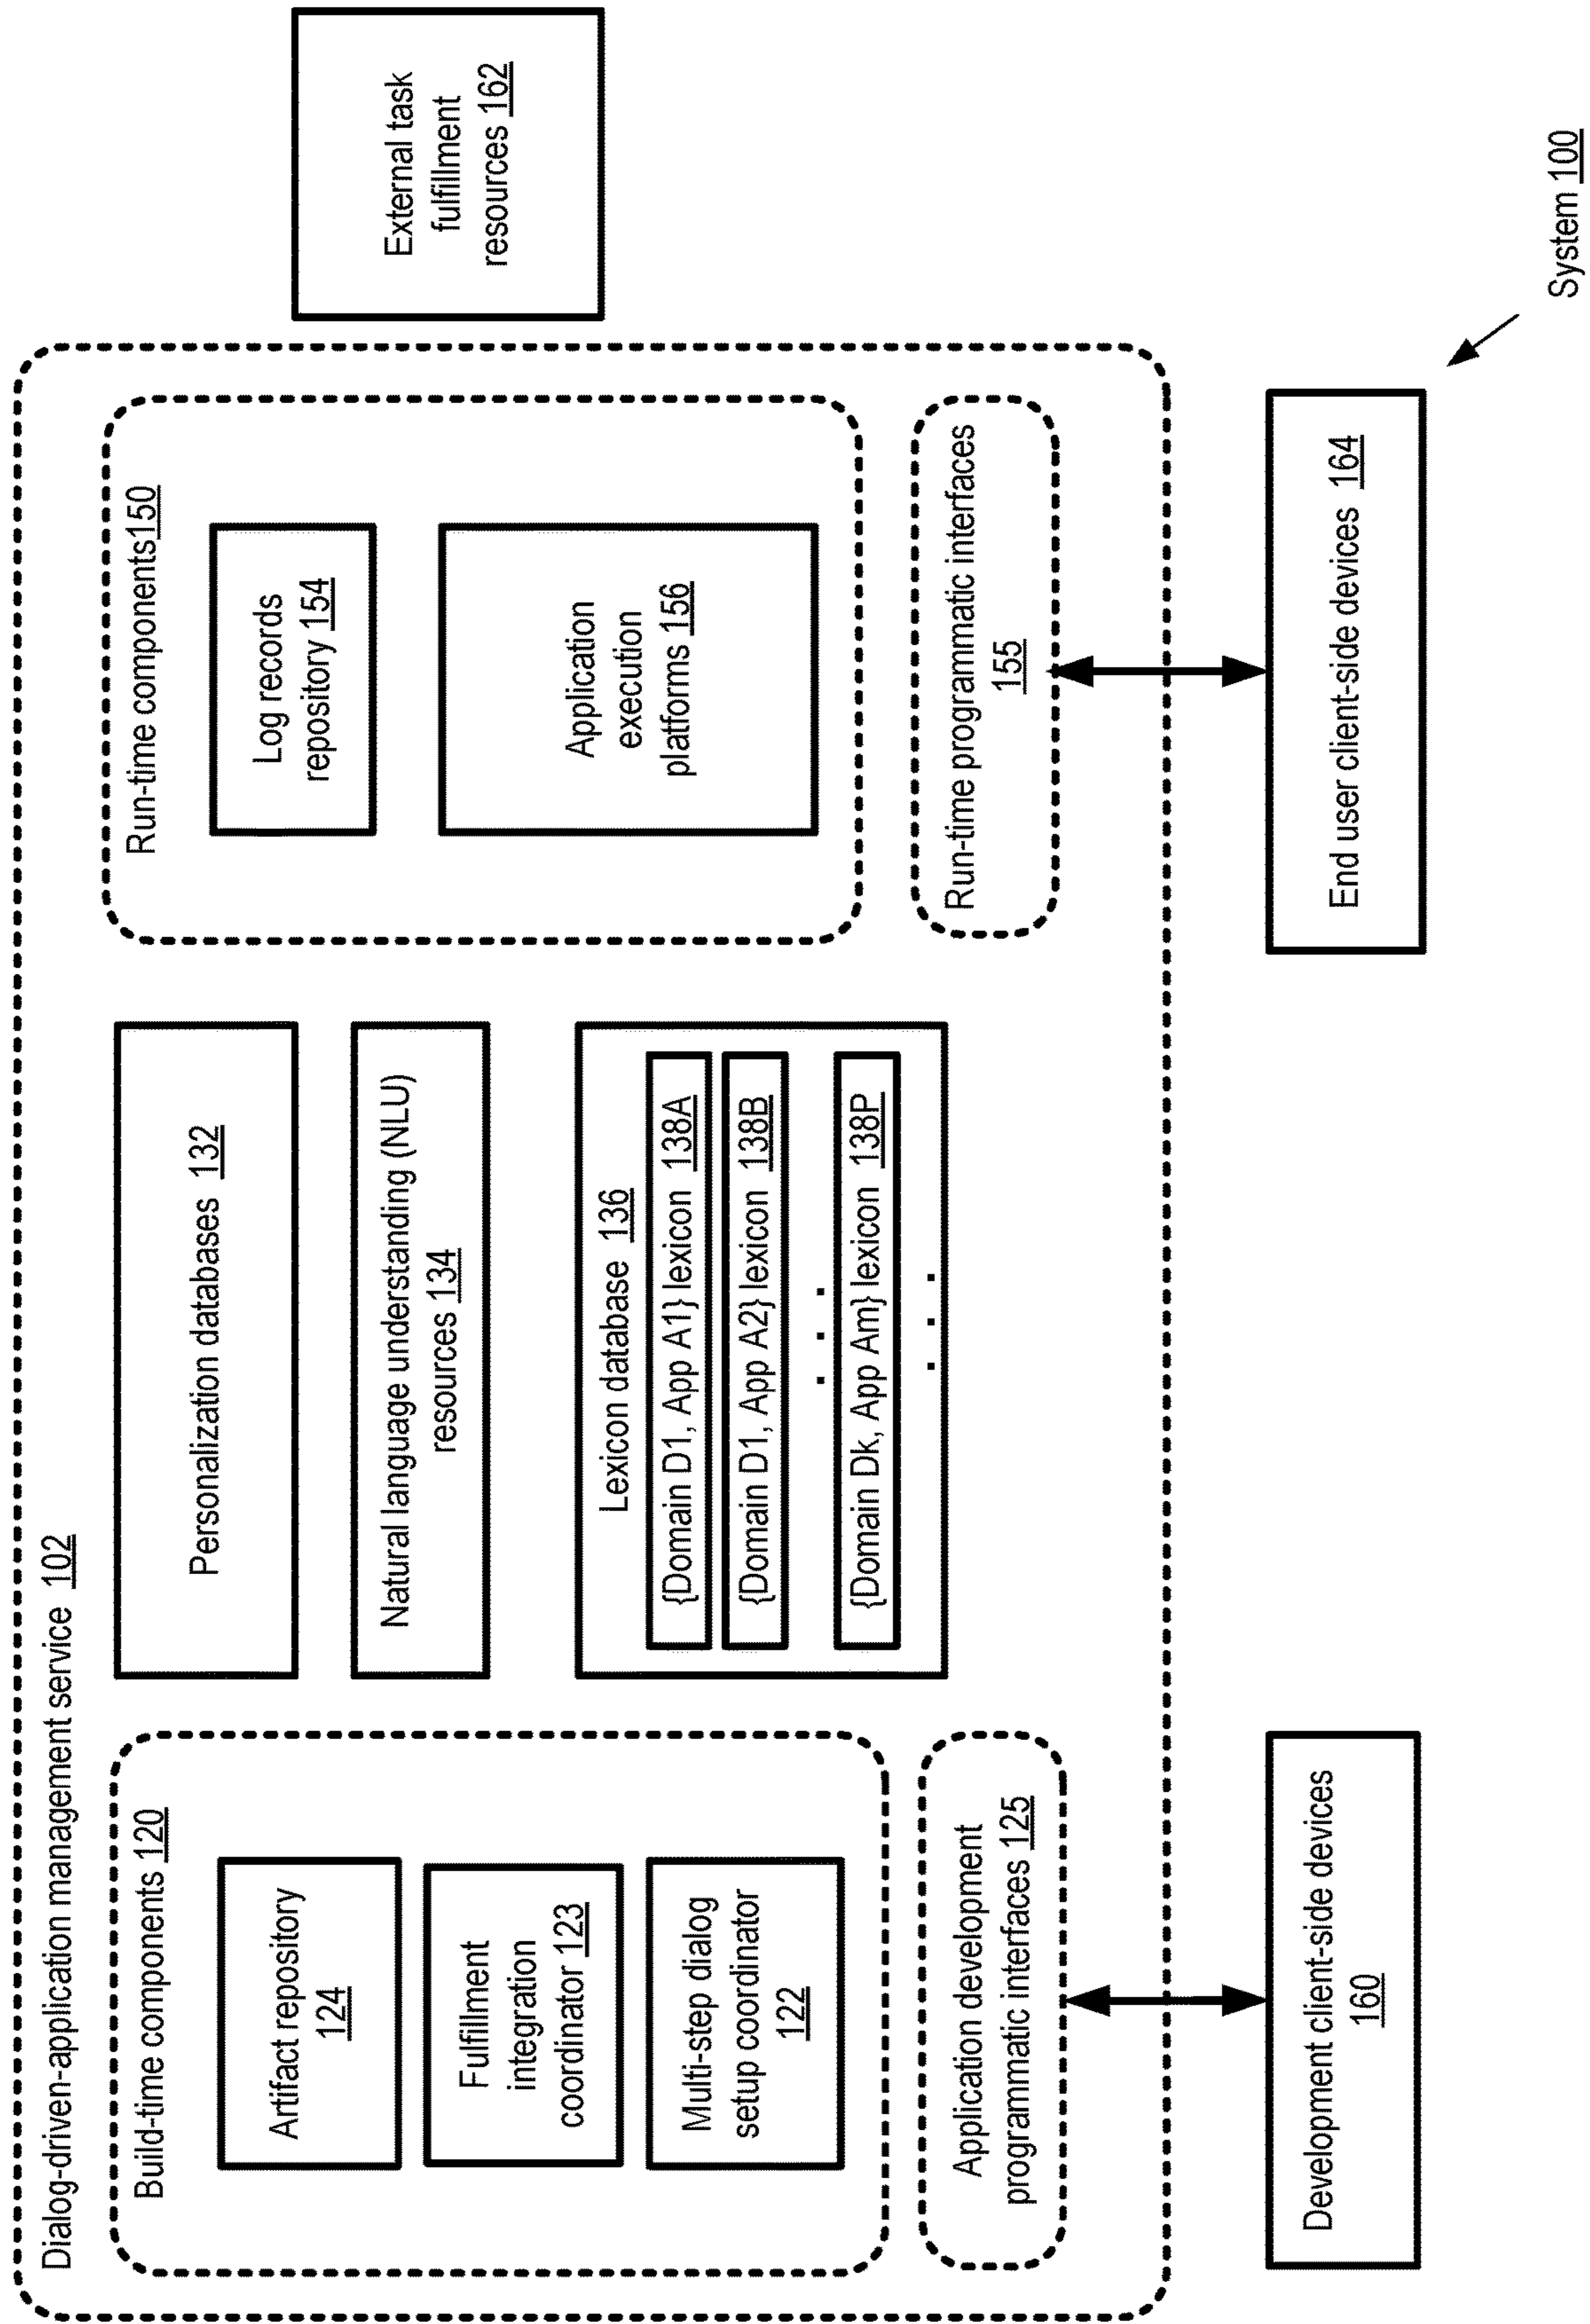 Dialog-driven-application management service 102
Build-time components 120
Artifact repository
124
Fulfillment
integration
coordinator 123
Multi-step dialog
setup coordinator
122
Application development
programmatic interfaces 125
Development client-side devices
160
Personalization databases 132
Natural language understanding (NLU)
resources 134
Lexicon database 136
{Domain D1, App A1} lexicon 138A
{Domain D1, App A2} lexicon 138B
. . .
{Domain Dk, App Am} lexicon 138P
. . .
Run-time components150
Log records
repository 154
Application
execution
platforms 156
Run-time programmatic interfaces
155
End user client-side devices 164
External task
fulfillment
resources 162
System 100